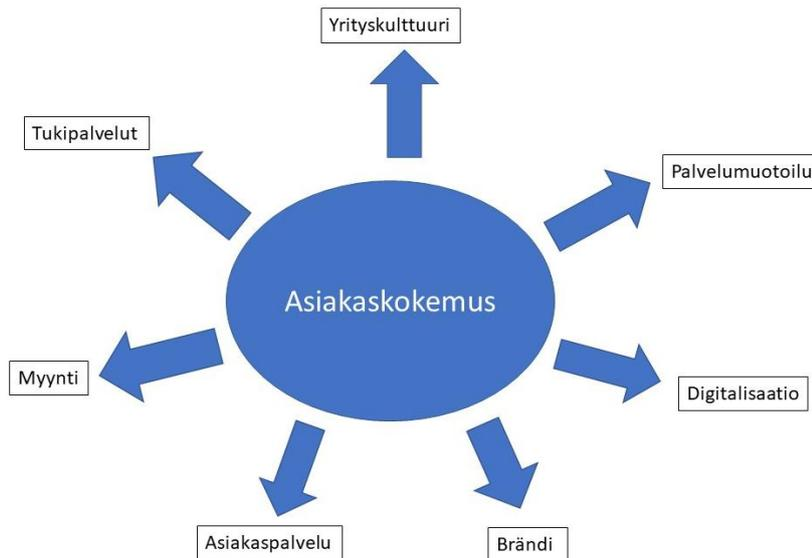 Yrityskulttuuri
Tukipalvelut
Palvelumuotoilu
Asiakaskokemus
Myynti
Digitalisaatio
Asiakaspalvelu
Brändi